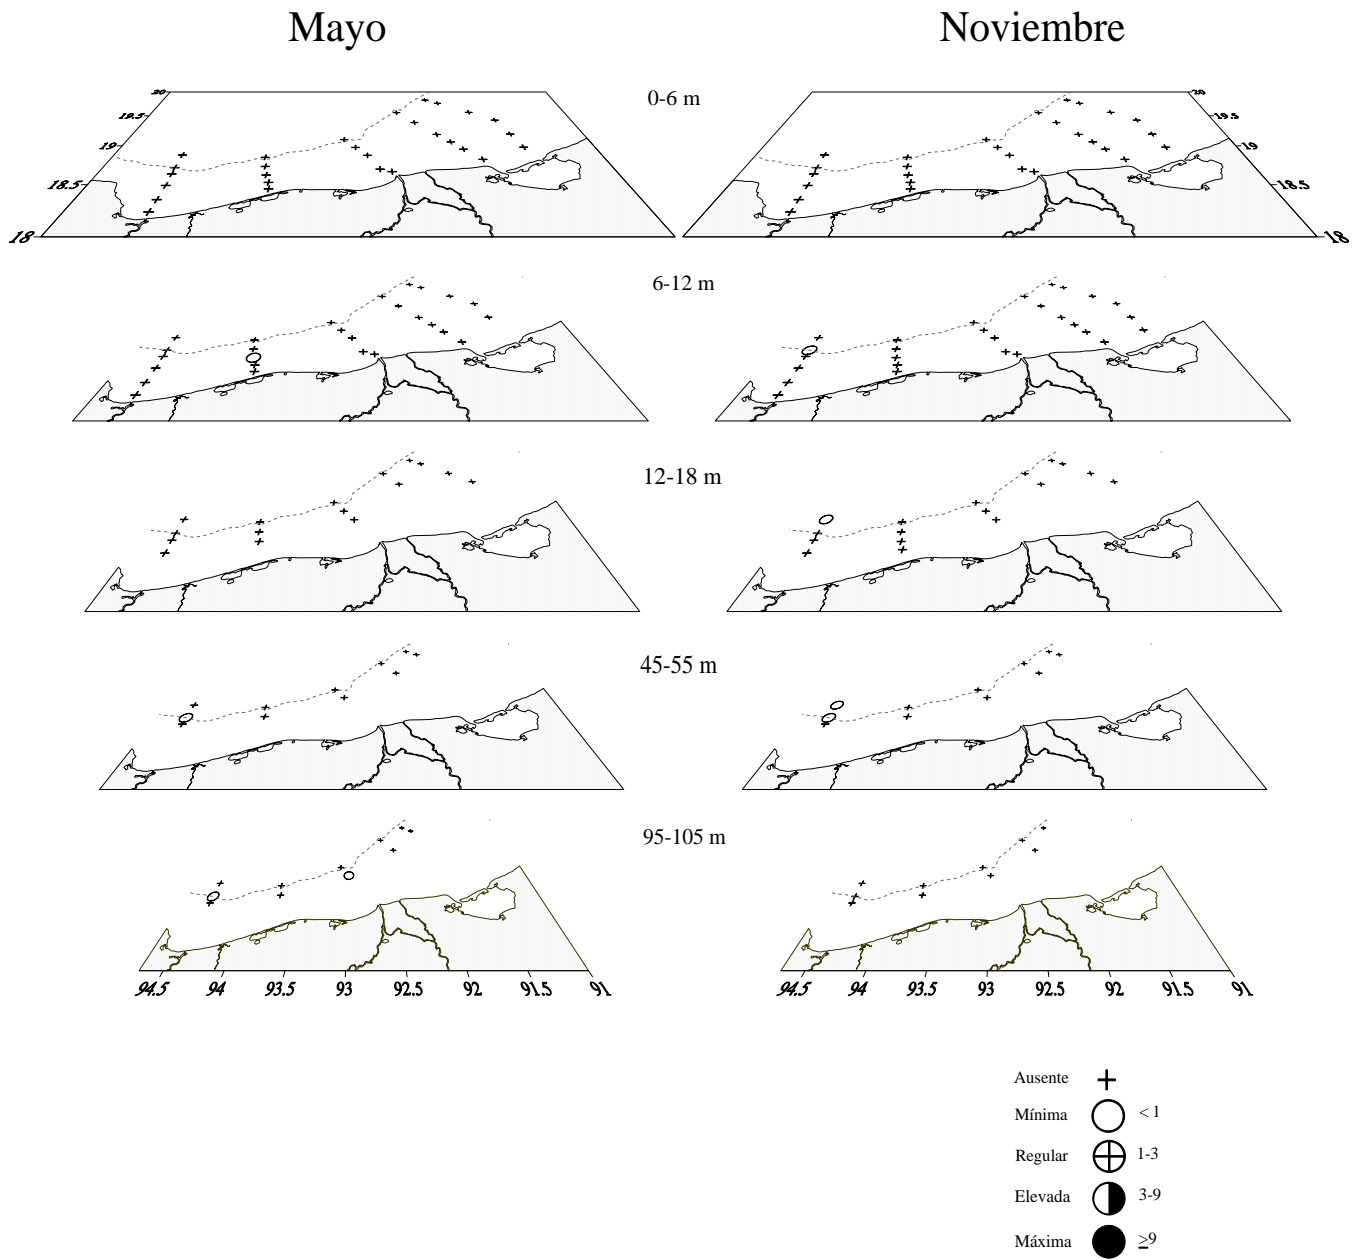 Mayo
Noviembre
0-6 m
20
19.5
19
18.5
18
20
19.5
19
18.5
18
6-12 m
12-18 m
45-55 m
95-105 m
94.5 94 93.5 93 92.5 92 91.5 91
94.5 94 93.5 93 92.5 92 91.5 91
Ausente
Mínima < 1
Regular 1-3
Elevada 3-9
Máxima ≥9